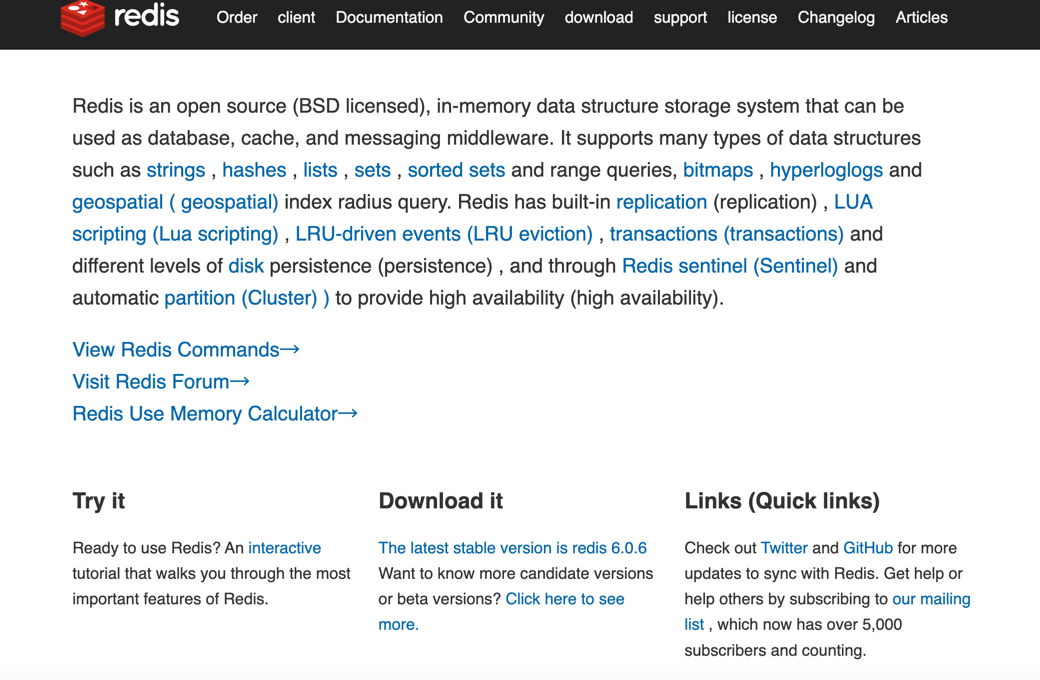 redis Order client Documentation Community download support license Changelog Articles
Redis is an open source (BSD licensed), in-memory data structure storage system that can be
used as database, cache, and messaging middleware. It supports many types of data structures
such as strings , hashes , lists , sets , sorted sets and range queries, bitmaps , hyperloglogs and
geospatial ( geospatial) index radius query. Redis has built-in replication (replication) , LUA
scripting (Lua scripting) , LRU-driven events (LRU eviction) , transactions (transactions) and
different levels of disk persistence (persistence) , and through Redis sentinel (Sentinel) and
automatic partition (Cluster) ) to provide high availability (high availability).
View Redis Commands→
Visit Redis Forum→
Redis Use Memory Calculator→
Try it
Ready to use Redis? An interactive
tutorial that walks you through the most
important features of Redis.
Download it
The latest stable version is redis 6.0.6
Want to know more candidate versions
or beta versions? Click here to see
more.
Links (Quick links)
Check out Twitter and GitHub for more
updates to sync with Redis. Get help or
help others by subscribing to our mailing
list , which now has over 5,000
subscribers and counting.